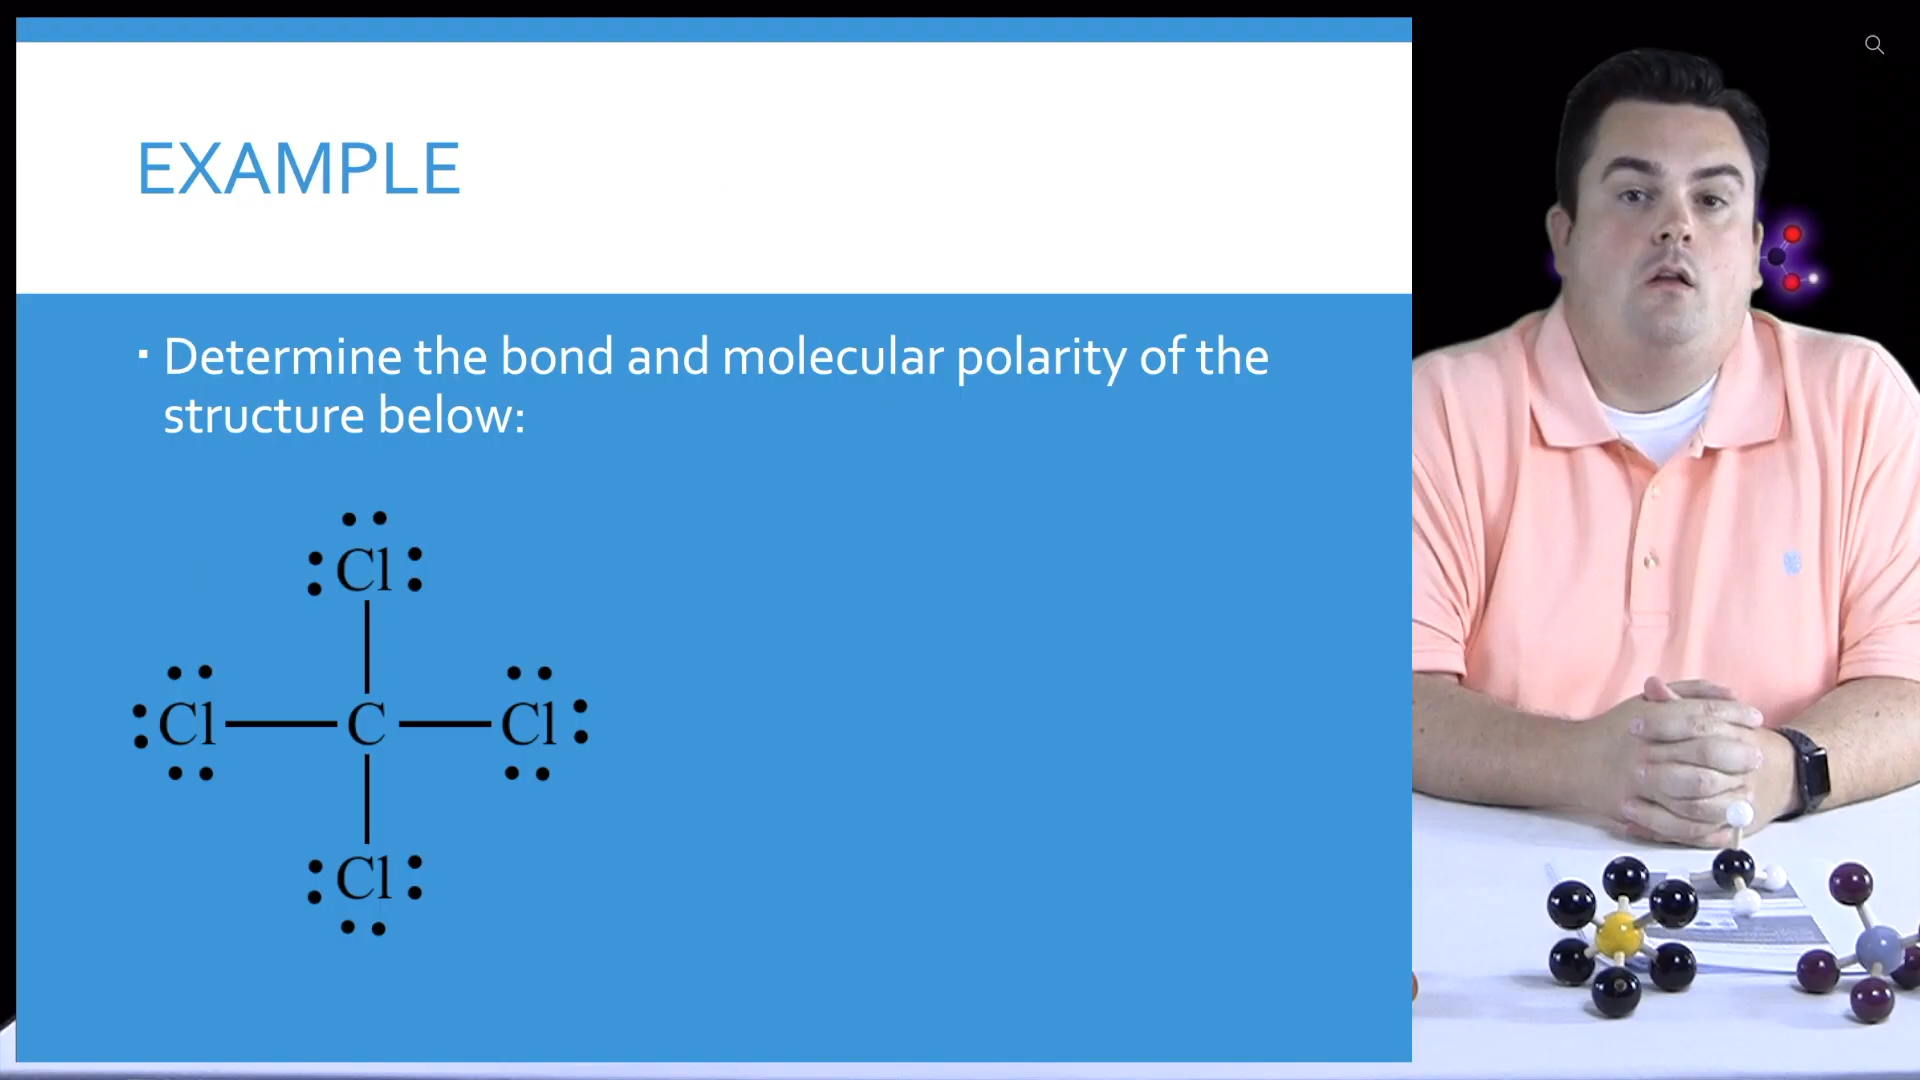 EXAMPLE
Determine the bond and molecular polarity of the
structure below:
Cl
Cl C Cl
Cl